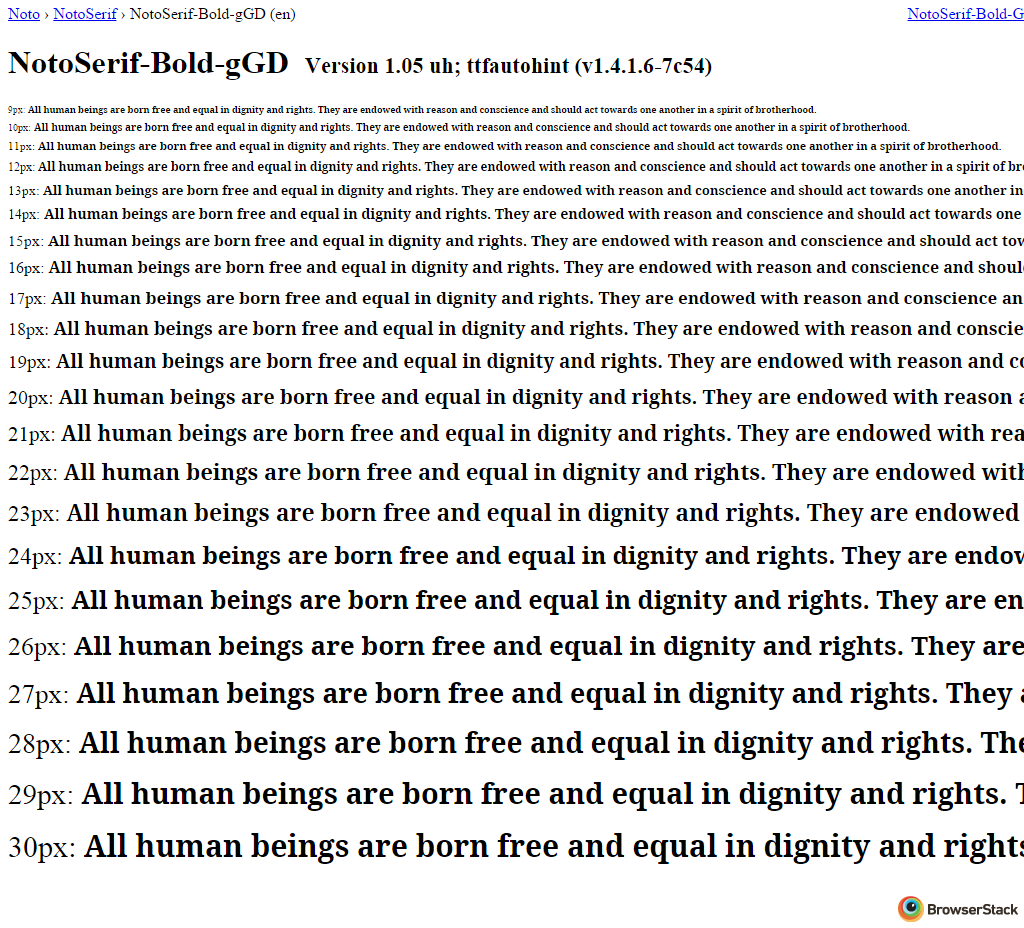 Noto › NotoSerif › NotoSerif-Bold-gGD (en) NotoSerif-Bold-G
NotoSerif-Bold-gGD Version 1.05 uh; ttfautohint (v1.4.1.6-7c54)
9px: All human beings are born free and equal in dignity and rights. They are endowed with reason and conscience and should act towards one another in a spirit of brotherhood.
10px: All human beings are born free and equal in dignity and rights. They are endowed with reason and conscience and should act towards one another in a spirit of brotherhood.
11px: All human beings are born free and equal in dignity and rights. They are endowed with reason and conscience and should act towards one another in a spirit of brotherhood.
12px: All human beings are born free and equal in dignity and rights. They are endowed with reason and conscience and should act towards one another in a spirit of bro
13px: All human beings are born free and equal in dignity and rights. They are endowed with reason and conscience and should act towards one another in
14px: All human beings are born free and equal in dignity and rights. They are endowed with reason and conscience and should act towards one
15px: All human beings are born free and equal in dignity and rights. They are endowed with reason and conscience and should act tow
16px: All human beings are born free and equal in dignity and rights. They are endowed with reason and conscience and shoul
17px: All human beings are born free and equal in dignity and rights. They are endowed with reason and conscience an
18px: All human beings are born free and equal in dignity and rights. They are endowed with reason and conscie
19px: All human beings are born free and equal in dignity and rights. They are endowed with reason and co
20px: All human beings are born free and equal in dignity and rights. They are endowed with reason a
21px: All human beings are born free and equal in dignity and rights. They are endowed with rea
22px: All human beings are born free and equal in dignity and rights. They are endowed with
23px: All human beings are born free and equal in dignity and rights. They are endowed
24px: All human beings are born free and equal in dignity and rights. They are endow
25px: All human beings are born free and equal in dignity and rights. They are en
26px: All human beings are born free and equal in dignity and rights. They are
27px: All human beings are born free and equal in dignity and rights. They a
28px: All human beings are born free and equal in dignity and rights. The
29px: All human beings are born free and equal in dignity and rights. T
30px: All human beings are born free and equal in dignity and rights
BrowserStack